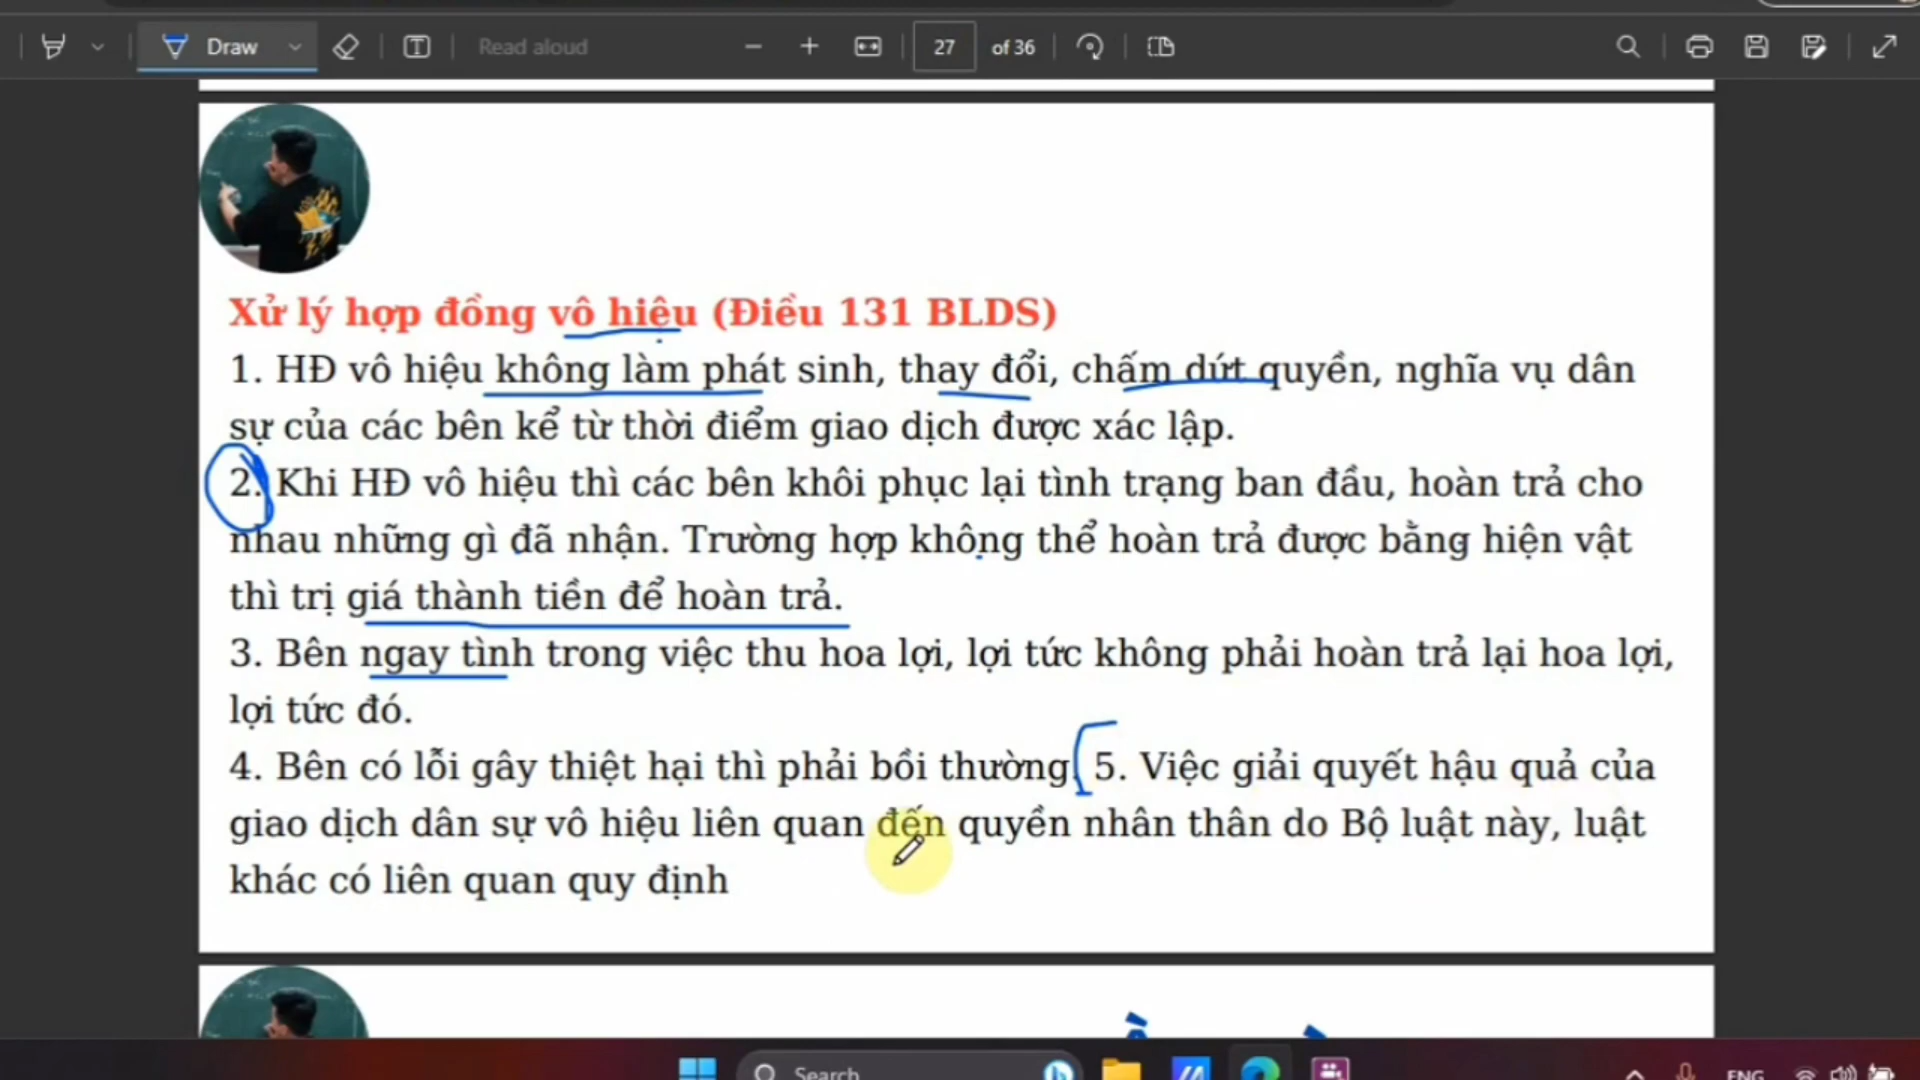 Draw
Read aloud
27
of 36
Xử lý hợp đồng vô hiệu (Điều 131 BLDS)
1. HĐ vô hiệu không làm phát sinh, thay đổi, chấm dứt quyền, nghĩa vụ dân
sự của các bên kể từ thời điểm giao dịch được xác lập.
2. Khi HĐ vô hiệu thì các bên khôi phục lại tình trạng ban đầu, hoàn trả cho
nhau những gì đã nhận. Trường hợp không thể hoàn trả được bằng hiện vật
thì trị giá thành tiền để hoàn trả.
3. Bên ngay tình trong việc thu hoa lợi, lợi tức không phải hoàn trả lại hoa lợi,
lợi tức đó.
4. Bên có lỗi gây thiệt hại thì phải bồi thường. 5. Việc giải quyết hậu quả của
giao dịch dân sự vô hiệu liên quan đến quyền nhân thân do Bộ luật này, luật
khác có liên quan quy định
Search
ENG